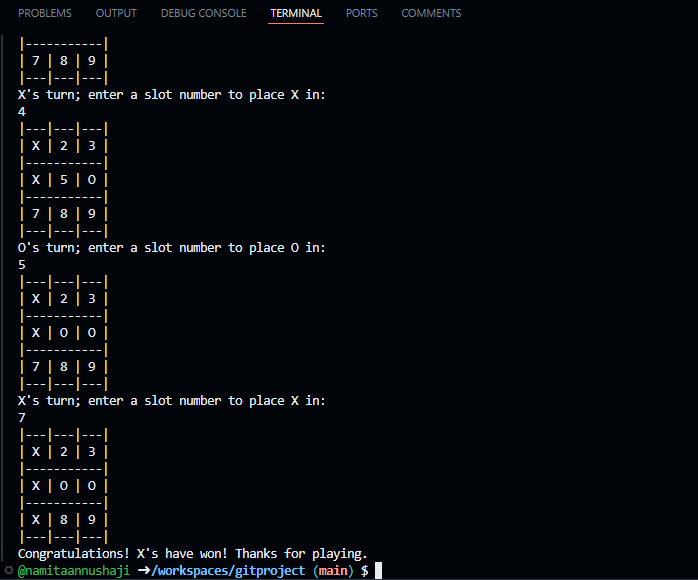 PROBLEMS OUTPUT DEBUG CONSOLE TERMINAL PORTS COMMENTS
|-----------|
| 7 | 8 | 9 |
|---|---|---|
X's turn; enter a slot number to place X in:
4
|---|---|---|
| X | 2 | 3 |
|-----------|
| X | 5 | O |
|-----------|
| 7 | 8 | 9 |
|---|---|---|
O's turn; enter a slot number to place O in:
5
|---|---|---|
| X | 2 | 3 |
|-----------|
| X | O | O |
|-----------|
| 7 | 8 | 9 |
|---|---|---|
X's turn; enter a slot number to place X in:
7
|---|---|---|
| X | 2 | 3 |
|-----------|
| X | O | O |
|-----------|
| X | 8 | 9 |
|---|---|---|
Congratulations! X's have won! Thanks for playing.
@namitaannushaji ➜/workspaces/gitproject (main) $